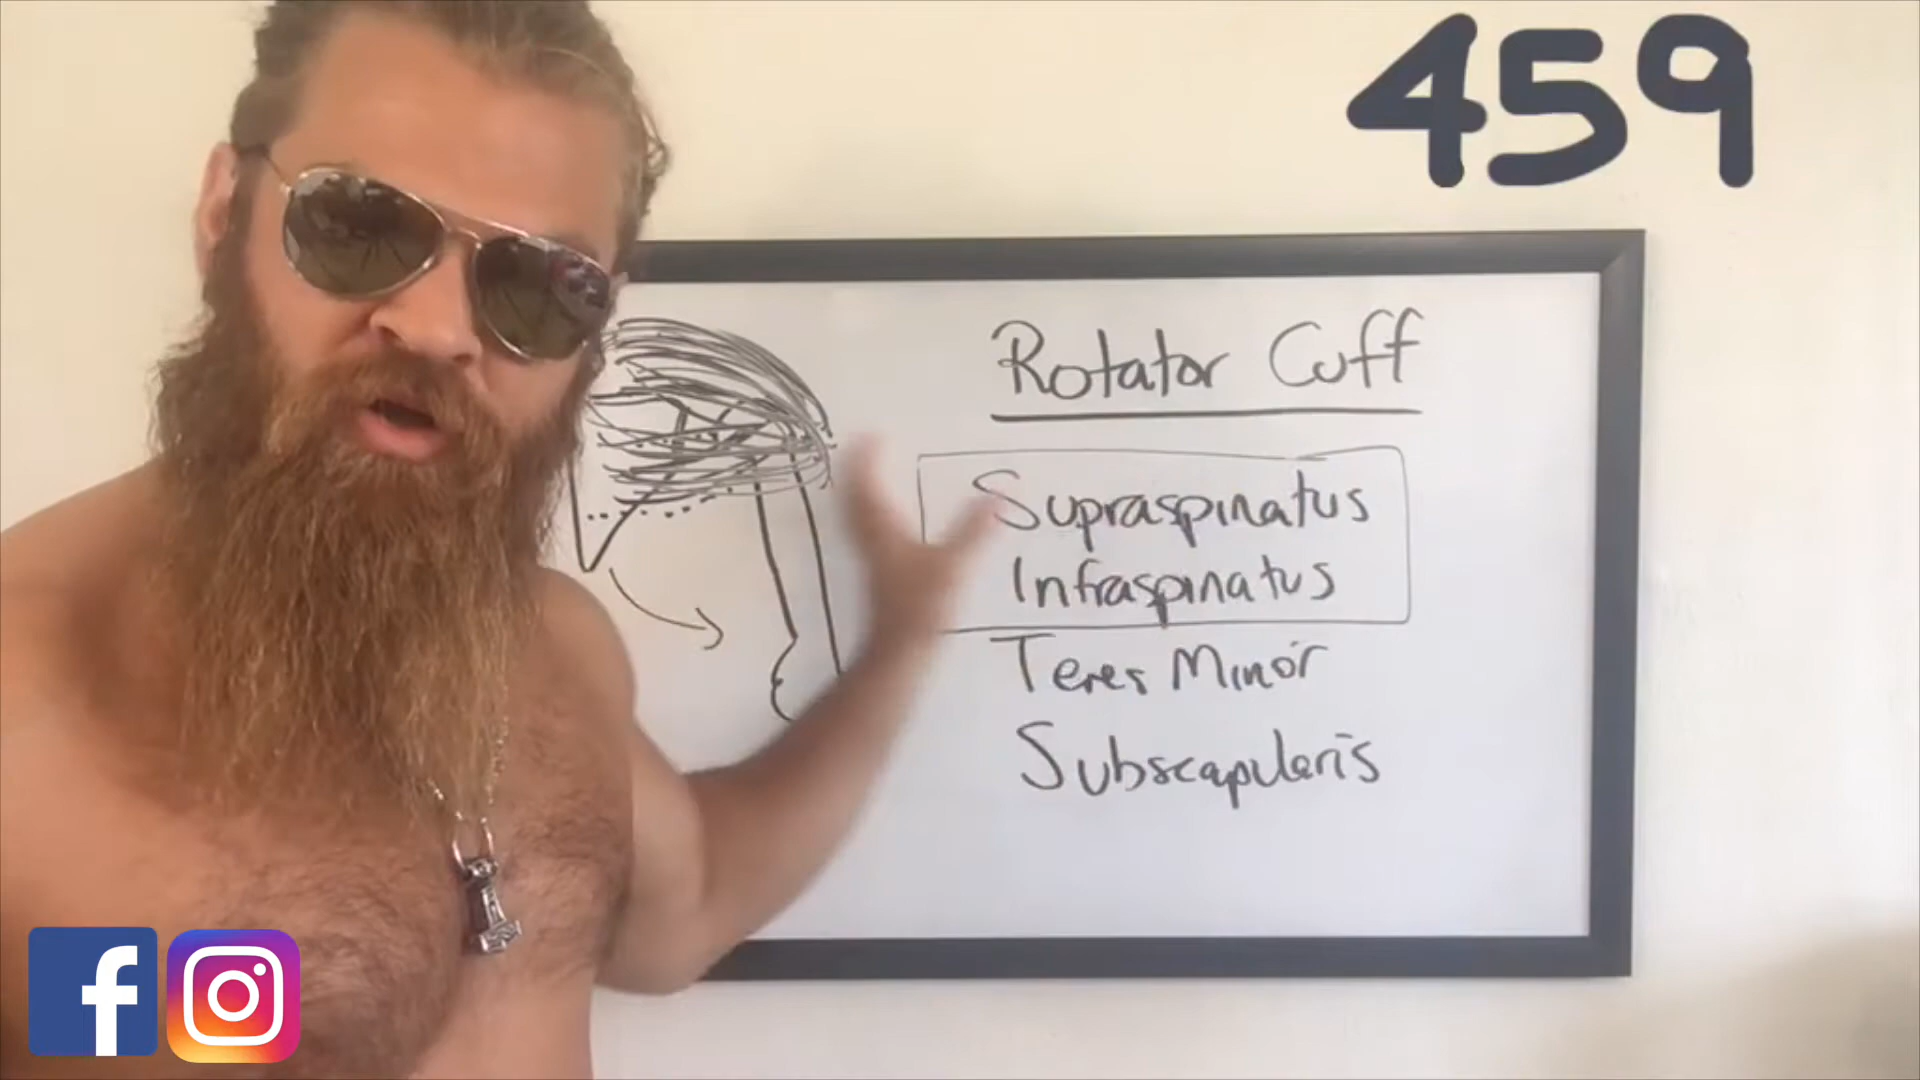 459
Rotator Cuff
Supraspinatus
Infraspinatus
Teres Minor
Subscapularis